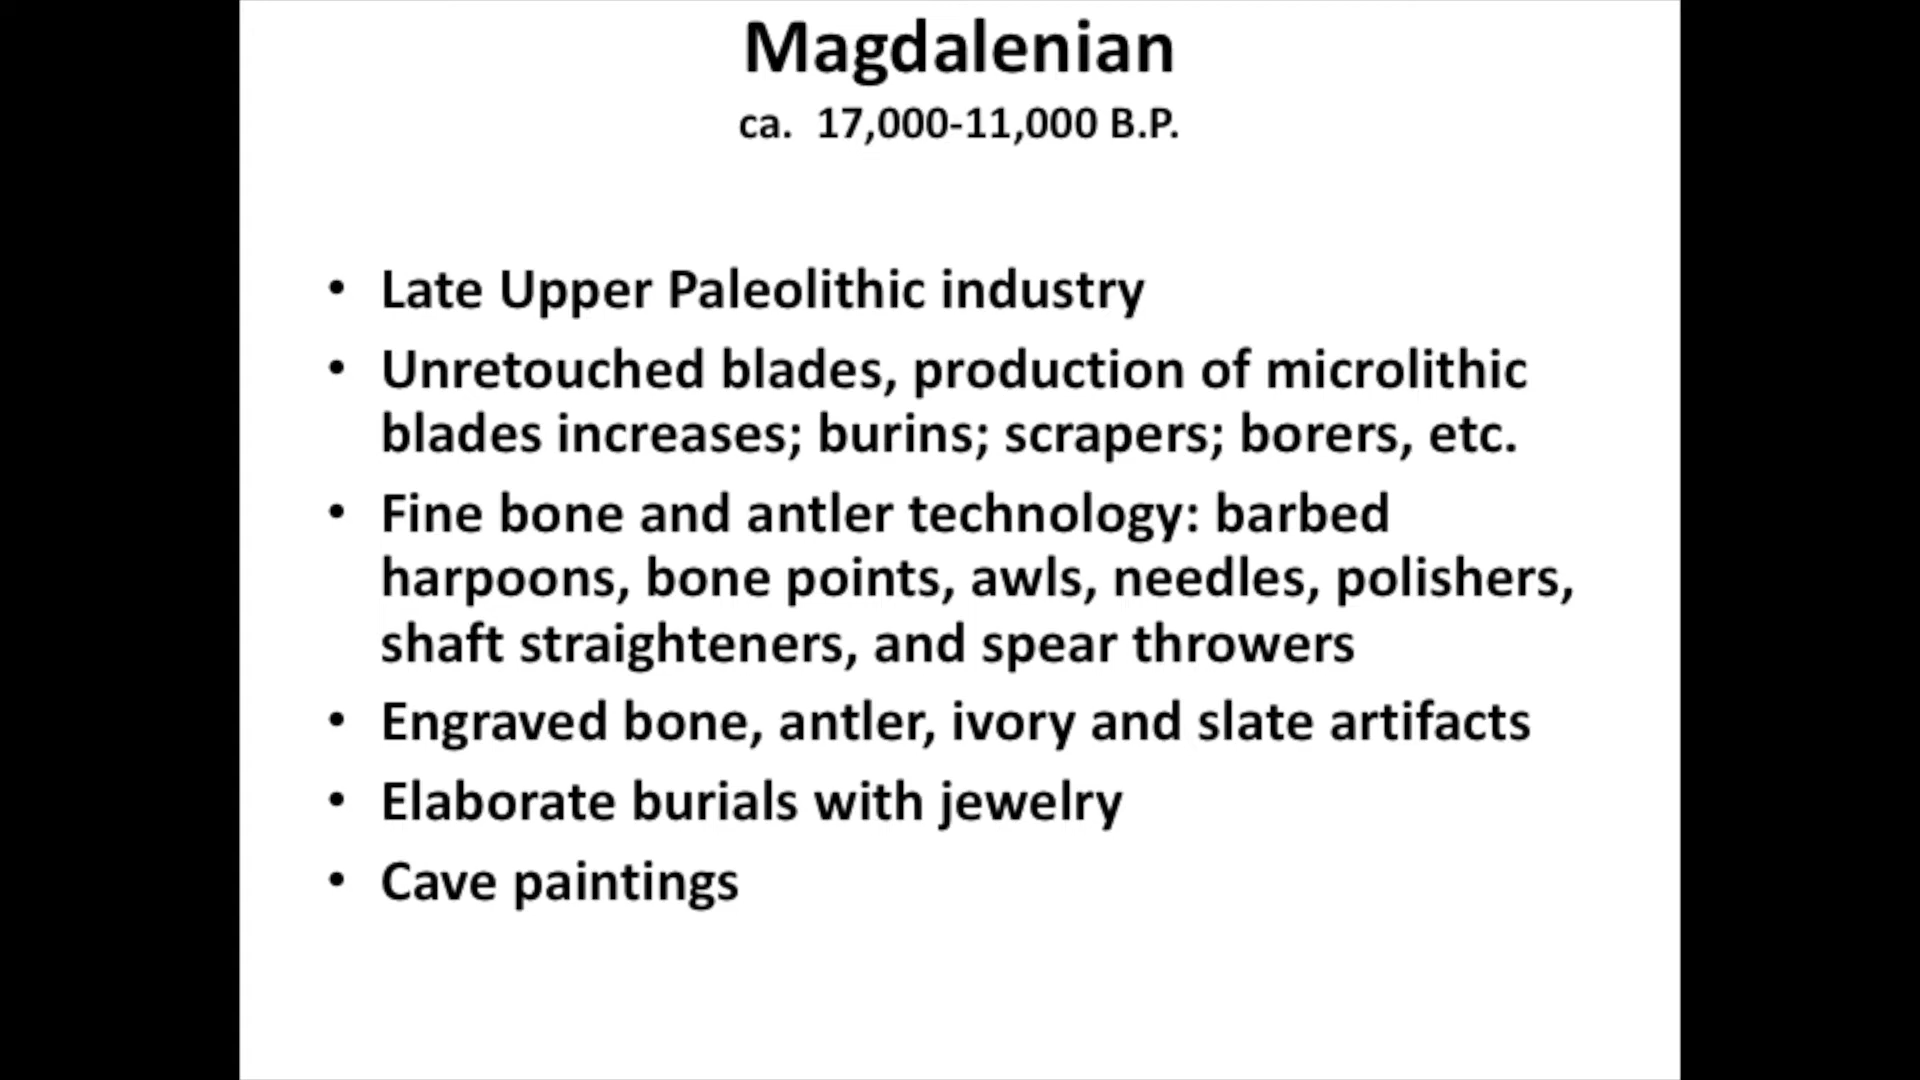 Magdalenian
ca.  17,000-11,000 B.P.
• Late Upper Paleolithic industry
• Unretouched blades, production of microlithic
blades increases; burins; scrapers; borers, etc.
• Fine bone and antler technology: barbed
harpoons, bone points, awls, needles, polishers,
shaft straighteners, and spear throwers
• Engraved bone, antler, ivory and slate artifacts
• Elaborate burials with jewelry
• Cave paintings